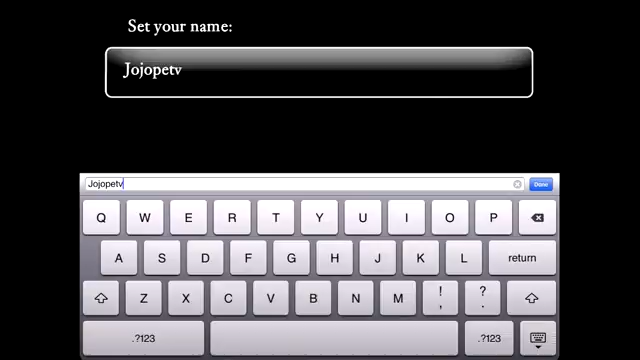 Set your name:
Jojopetv
Jojopetv Done
Q W E R T Y U I O P
A S D F G H J K L return
Z X C V B N M ! , ? .
.?123 .?123